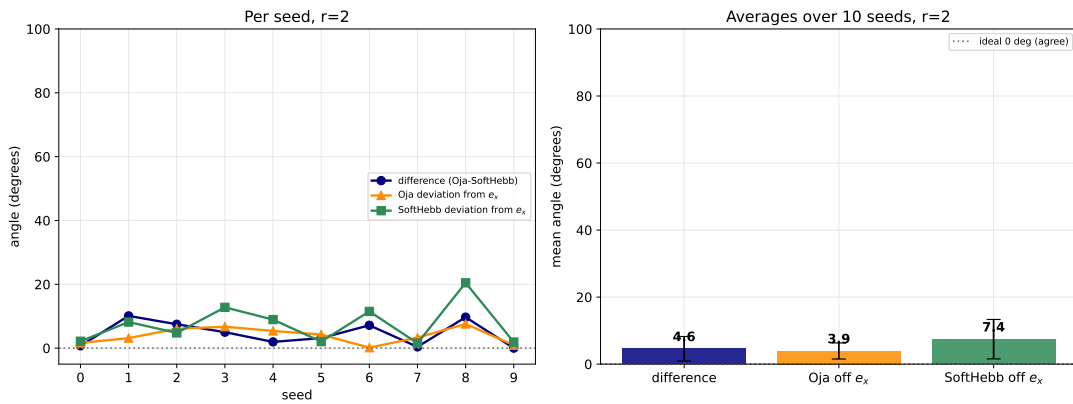 Per seed, r=2
100
80
60
40
20
0
angle (degrees)
0 1 2 3 4 5 6 7 8 9
seed
difference (Oja-SoftHebb)
Oja deviation from e_x
SoftHebb deviation from e_x
Averages over 10 seeds, r=2
100
80
60
40
20
0
mean angle (degrees)
ideal 0 deg (agree)
4.6 3.9 7.4
difference Oja off e_x SoftHebb off e_x